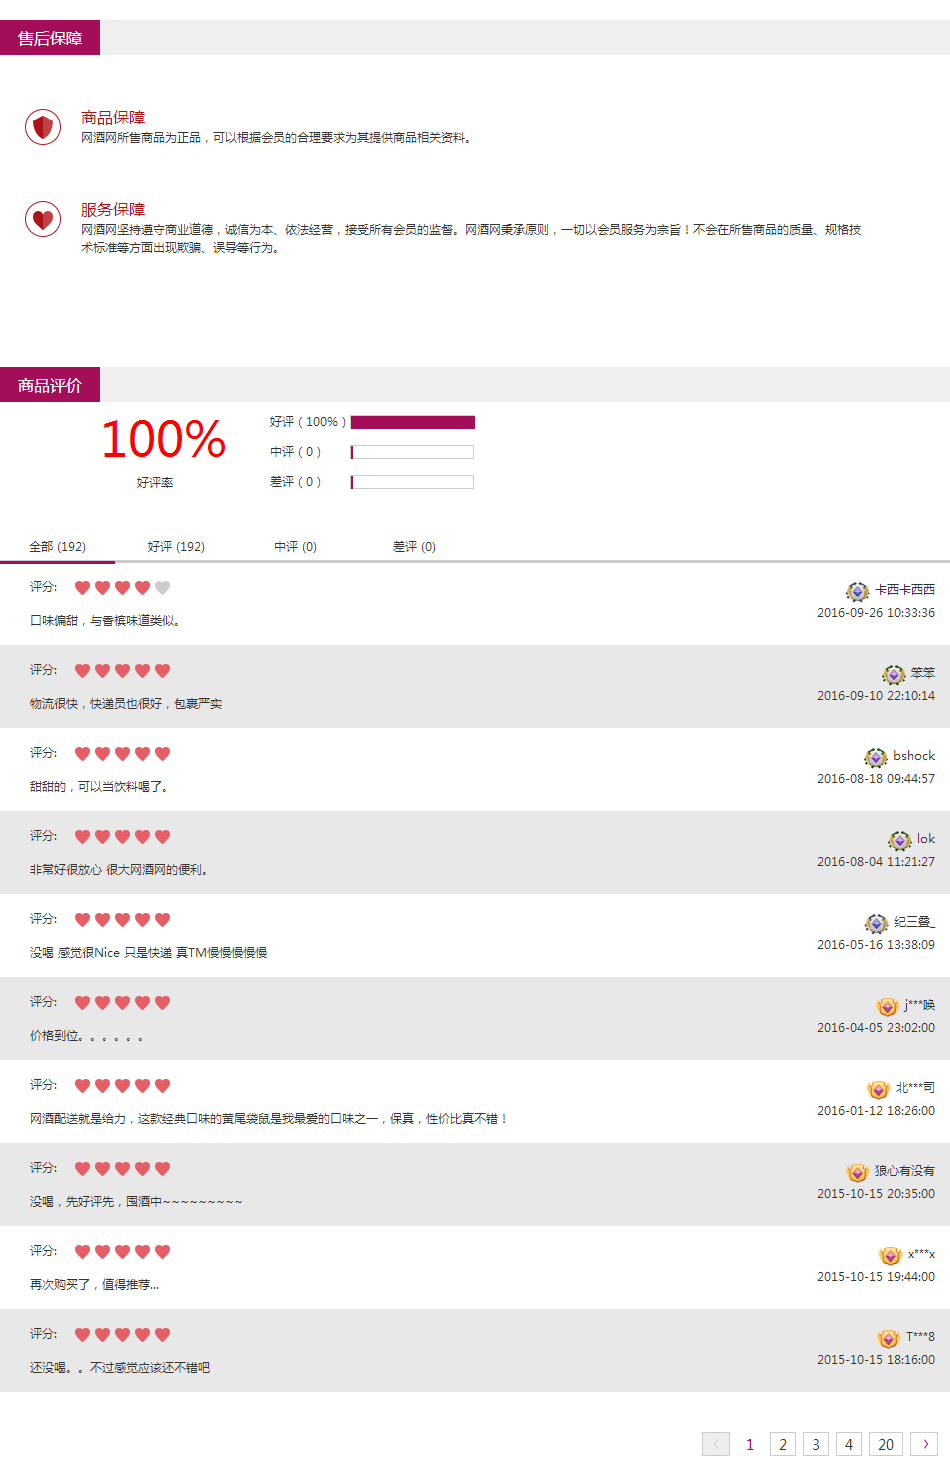 售后保障
商品保障
网酒网所售商品为正品，可以根据会员的合理要求为其提供商品相关资料。
服务保障
网酒网坚持遵守商业道德，诚信为本、依法经营，接受所有会员的监督。网酒网秉承原则，一切以会员服务为宗旨！不会在所售商品的质量、规格技
术标准等方面出现欺骗、误导等行为。
商品评价
100%
好评率
好评（100%）
中评（0）
差评（0）
全部 (192) 好评 (192) 中评 (0) 差评 (0)
评分: 卡西卡西西
口味偏甜，与香槟味道类似。 2016-09-26 10:33:36
评分: 笨笨
物流很快，快递员也很好，包裹严实 2016-09-10 22:10:14
评分: bshock
甜甜的，可以当饮料喝了。 2016-08-18 09:44:57
评分: lok
非常好很放心 很大网酒网的便利。 2016-08-04 11:21:27
评分: 纪三叠_
没喝 感觉很Nice 只是快递 真TM慢慢慢慢慢 2016-05-16 13:38:09
评分: j***唤
价格到位。。。。。。 2016-04-05 23:02:00
评分: 北***司
网酒配送就是给力，这款经典口味的黄尾袋鼠是我最爱的口味之一，保真，性价比真不错！ 2016-01-12 18:26:00
评分: 狼心有没有
没喝，先好评先，囤酒中~~~~~~~~~ 2015-10-15 20:35:00
评分: x***x
再次购买了，值得推荐... 2015-10-15 19:44:00
评分: T***8
还没喝。。不过感觉应该还不错吧 2015-10-15 18:16:00
‹ 1 2 3 4 20 ›